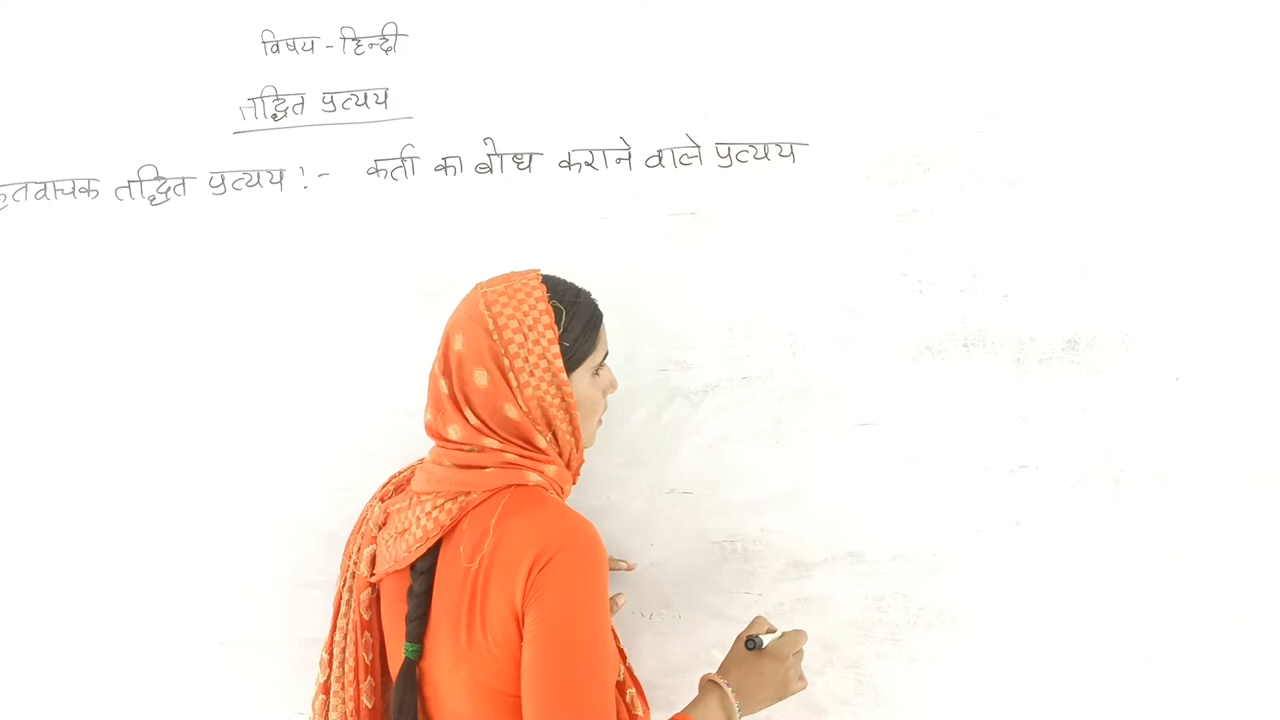 विषय - हिन्दी
तद्धित प्रत्यय
कृतवाचक तद्धित प्रत्यय :- कर्ता का बोध कराने वाले प्रत्यय